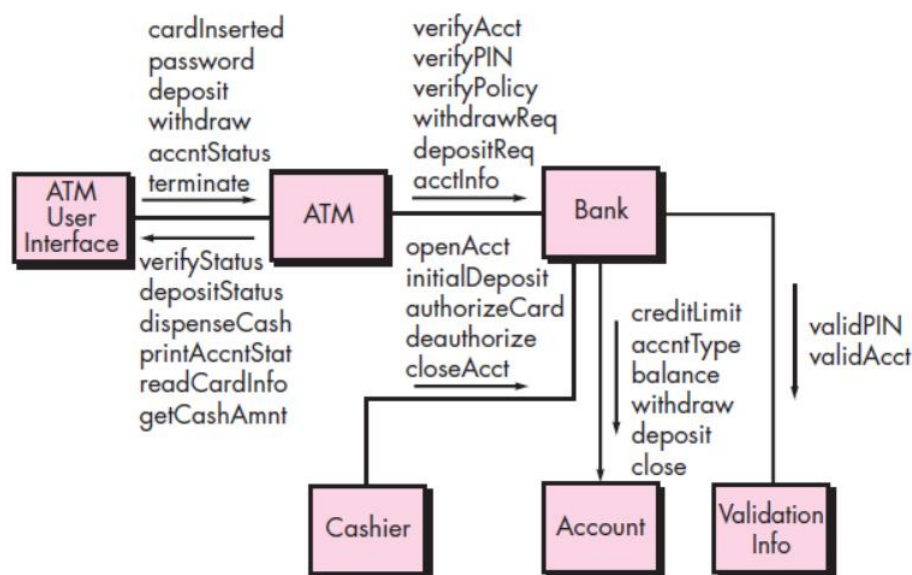 cardInserted
password
deposit
withdraw
accntStatus
terminate
verifyAcct
verifyPIN
verifyPolicy
withdrawReq
depositReq
acctInfo
ATM
User
Interface
ATM
Bank
verifyStatus
depositStatus
dispenseCash
printAccntStat
readCardInfo
getCashAmnt
openAcct
initialDeposit
authorizeCard
deauthorize
closeAcct
creditLimit
accntType
balance
withdraw
deposit
close
validPIN
validAcct
Cashier
Account
Validation
Info